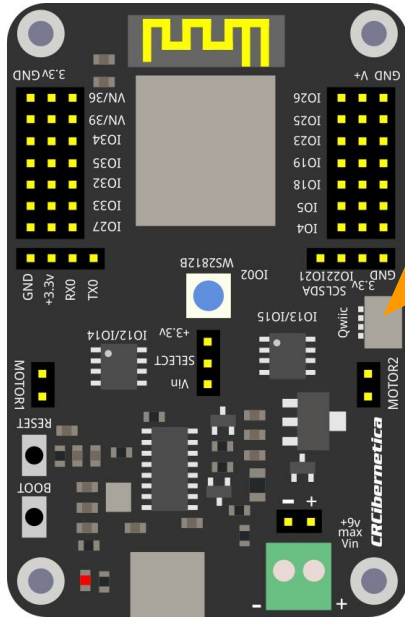 GND 3.3v
VN/36
VN/39
IO34
IO35
IO32
IO33
IO27
GND V+
IO26
IO25
IO23
IO19
IO18
IO5
IO4
GND
+3.3v
RX0
TX0
GND
3.3v
IO21
IO22
SDA
SCL
WS2812B
IO02
Qwiic
IO12/IO14
+3.3v
SELECT
Vin
IO13/IO15
MOTOR1
MOTOR2
RESET
BOOT
- +
+9v
max
Vin
- +
CRCibernetica